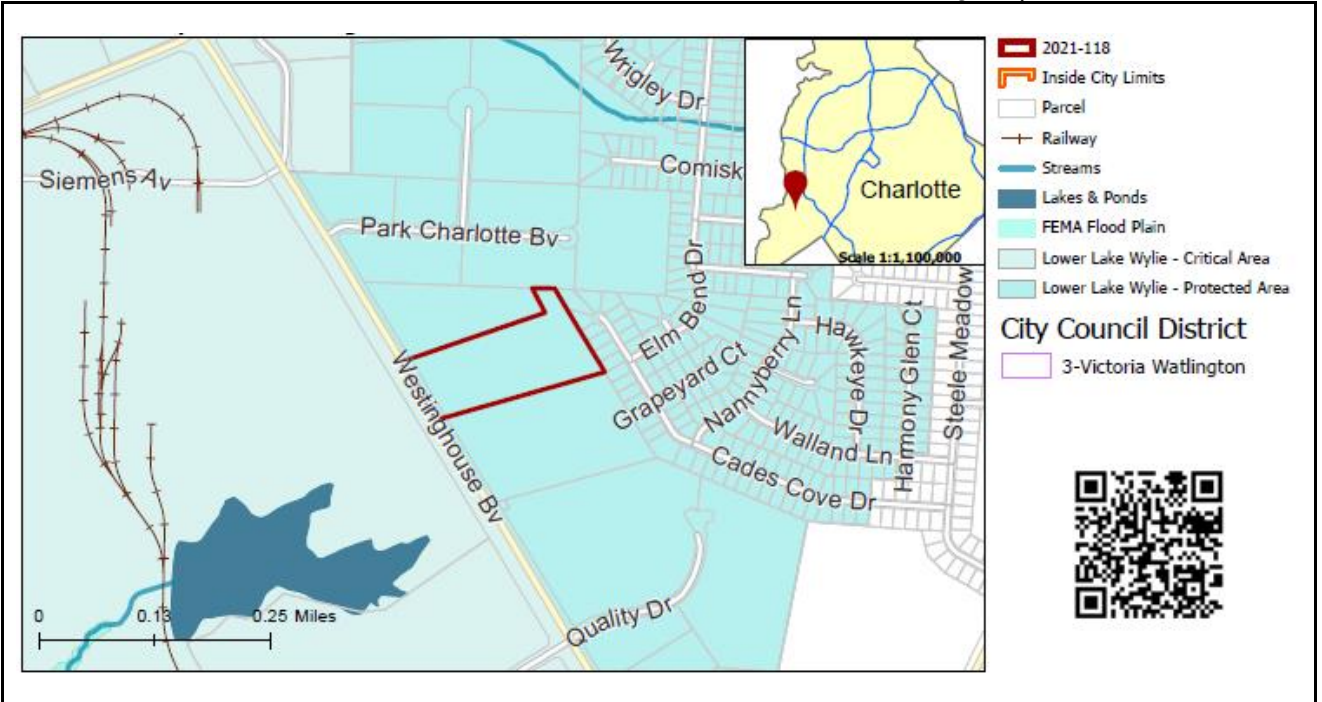 Wrigley Dr
Comisk
Siemens Av
Park Charlotte Bv
Elm Bend Dr
Nannyberry Ln
Hawkeye Dr
Harmony Glen Ct
Steele Meadow
Grapeyard Ct
Walland Ln
Cades Cove Dr
Westinghouse Bv
Quality Dr
0 0.13 0.25 Miles
Charlotte
Scale 1:1,100,000
2021-118
Inside City Limits
Parcel
Railway
Streams
Lakes & Ponds
FEMA Flood Plain
Lower Lake Wylie - Critical Area
Lower Lake Wylie - Protected Area
City Council District
3-Victoria Watlington